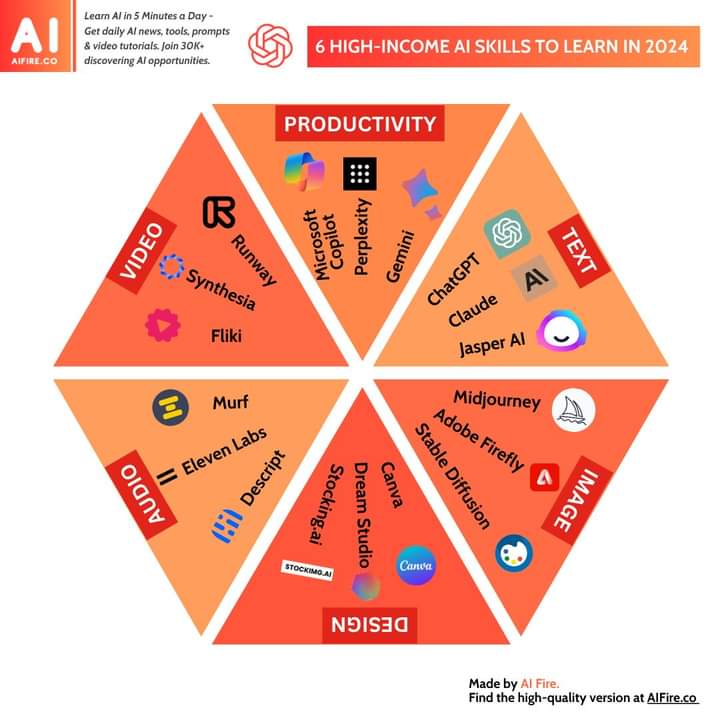 AI
AIFIRE.CO
Learn AI in 5 Minutes a Day -
Get daily AI news, tools, prompts
& video tutorials. Join 30K+
discovering AI opportunities.
6 HIGH-INCOME AI SKILLS TO LEARN IN 2024
PRODUCTIVITY
Microsoft
Copilot
Perplexity
Gemini
TEXT
ChatGPT
AI
Claude
Jasper AI
IMAGE
Midjourney
Adobe Firefly
Stable Diffusion
DESIGN
Canva
Canva
Dream Studio
Stocking.ai
STOCKIMG.AI
AUDIO
Murf
Eleven Labs
Descript
VIDEO
Runway
Synthesia
Fliki
Made by AI Fire.
Find the high-quality version at AIFire.co